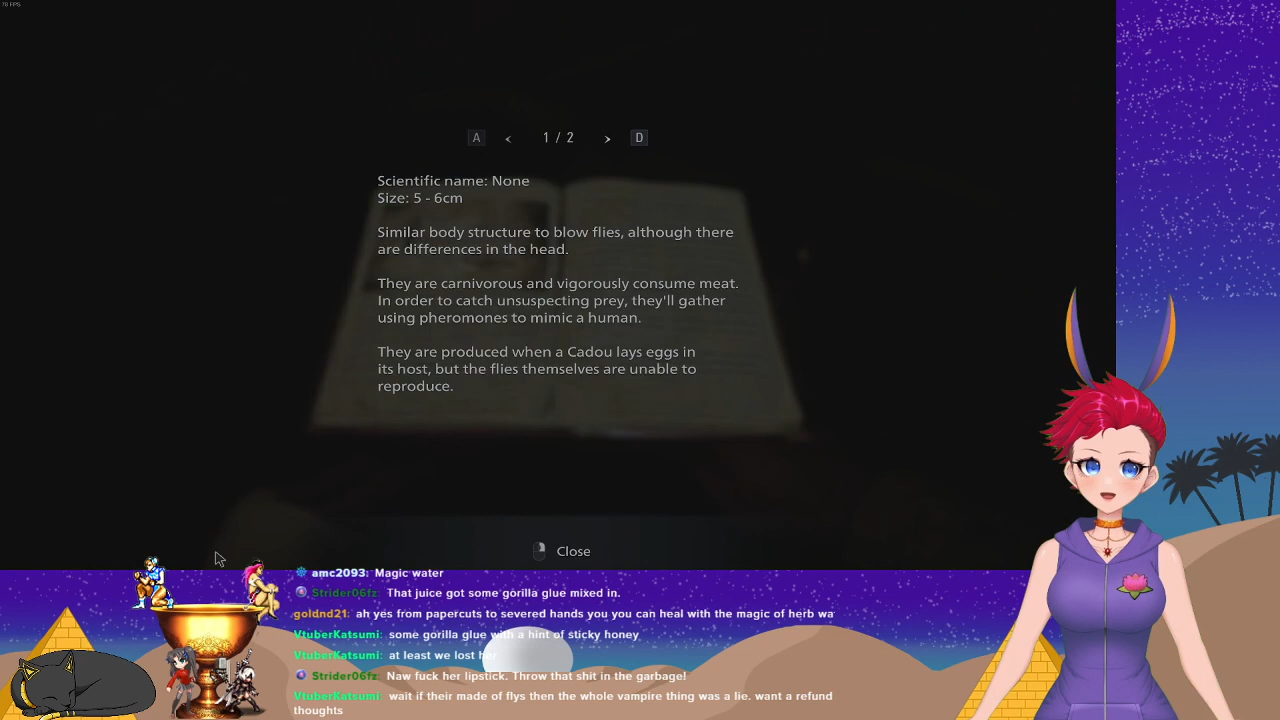 78 FPS
A < 1 / 2 > D
Scientific name: None
Size: 5 - 6cm
Similar body structure to blow flies, although there
are differences in the head.
They are carnivorous and vigorously consume meat.
In order to catch unsuspecting prey, they'll gather
using pheromones to mimic a human.
They are produced when a Cadou lays eggs in
its host, but the flies themselves are unable to
reproduce.
Close
amc2093: Magic water
Strider06fz: That juice got some gorilla glue mixed in.
goldnd21: ah yes from papercuts to severed hands you you can heal with the magic of herb wa
VtuberKatsumi: some gorilla glue with a hint of sticky honey
VtuberKatsumi: at least we lost her
Strider06fz: Naw fuck her lipstick. Throw that shit in the garbage!
VtuberKatsumi: wait if their made of flys then the whole vampire thing was a lie. want a refund
thoughts